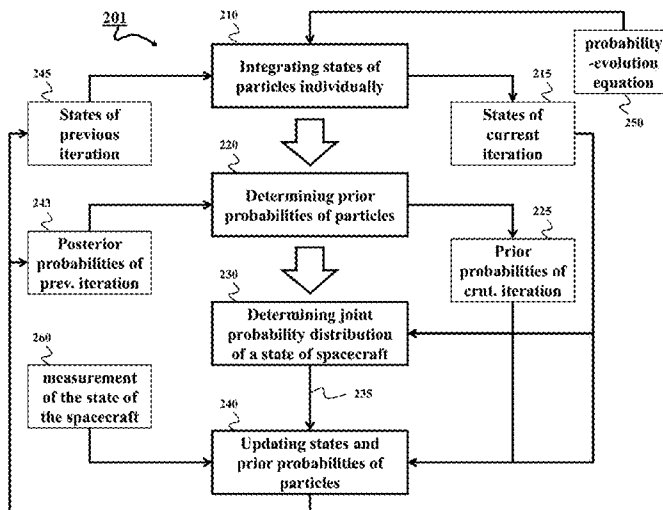 201
210
Integrating states of
particles individually
probability
-evolution
equation
250
245
States of
previous
iteration
215
States of
current
iteration
220
Determining prior
probabilities of particles
243
Posterior
probabilities of
prev. iteration
225
Prior
probabilities of
crnt. iteration
230
Determining joint
probability distribution
of a state of spacecraft
235
260
measurement
of the state of
the spacecraft
240
Updating states and
prior probabilities of
particles